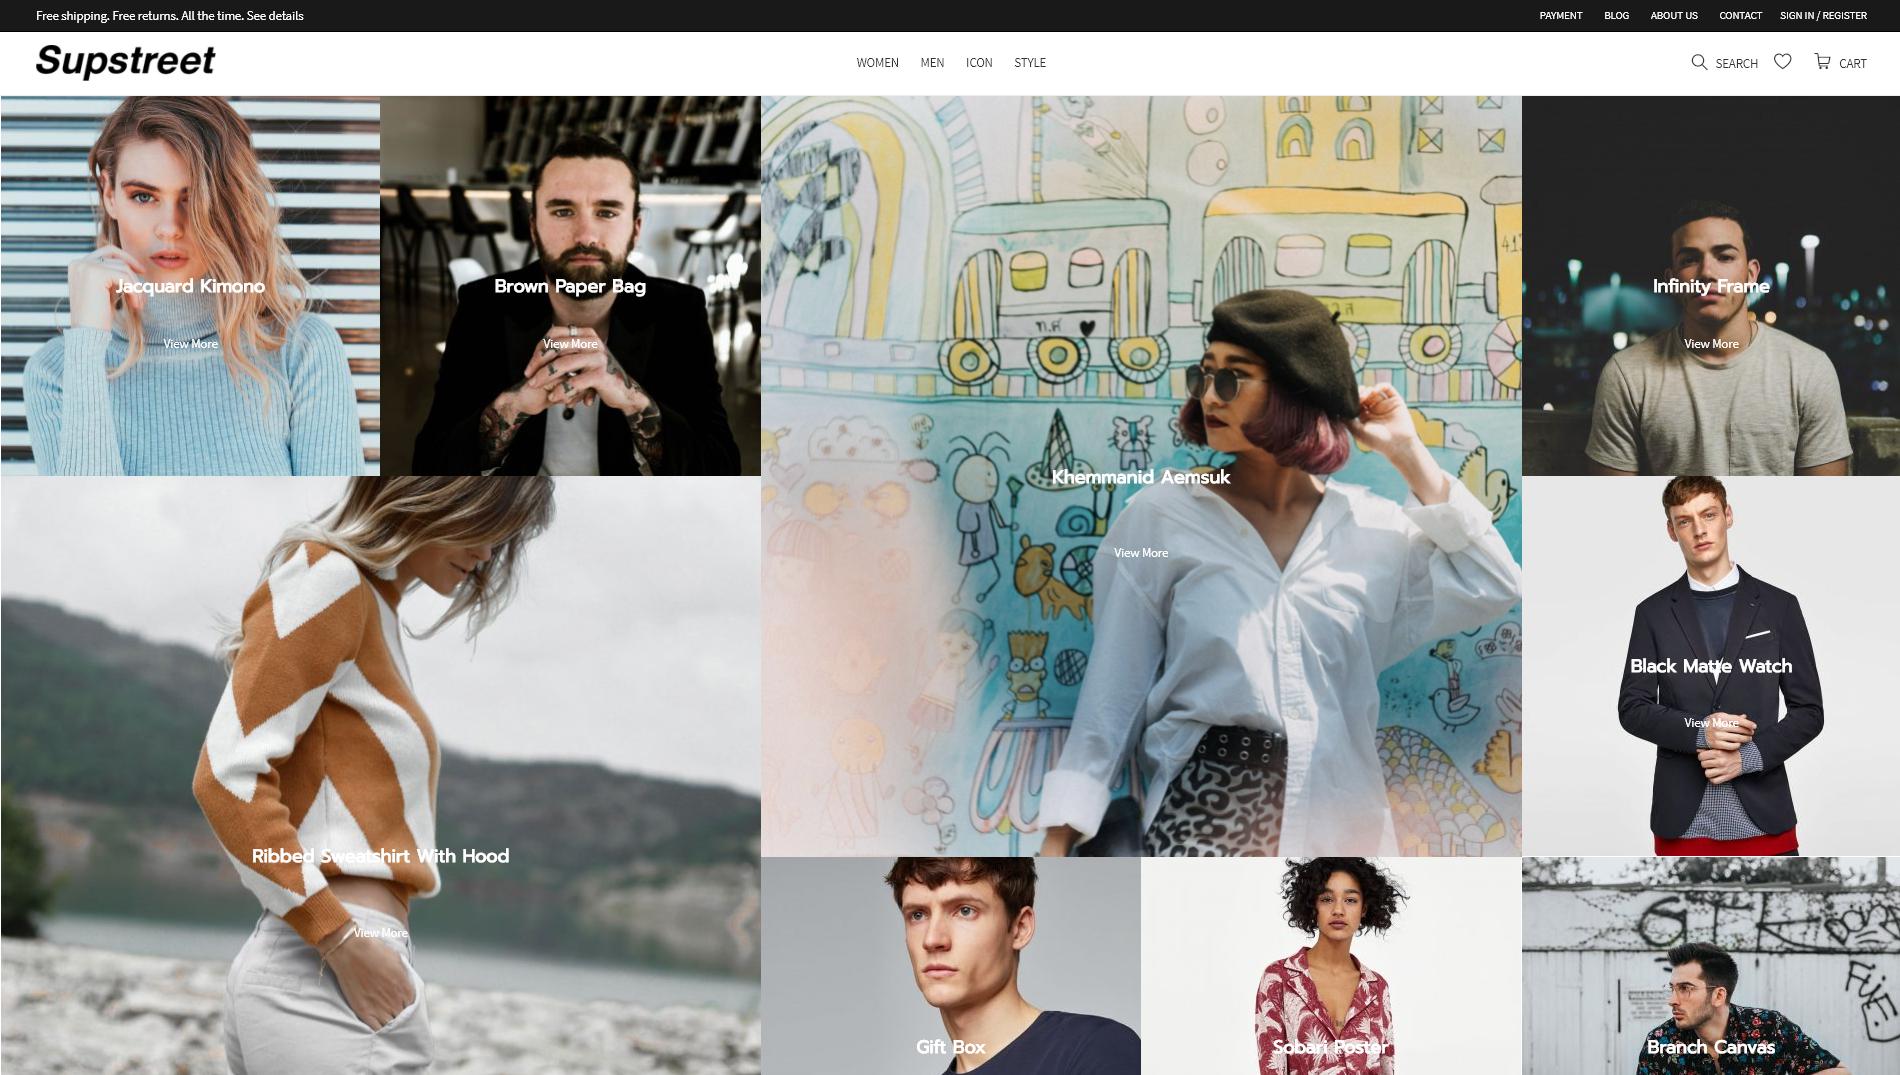 Free shipping. Free returns. All the time. See details
PAYMENT BLOG ABOUT US CONTACT SIGN IN / REGISTER
Supstreet
WOMEN MEN ICON STYLE
SEARCH CART
Jacquard Kimono
View More
Brown Paper Bag
View More
Khemmanid Aemsuk
View More
Infinity Frame
View More
Ribbed Sweatshirt With Hood
View More
Black Matte Watch
View More
Gift Box
Sobari Poster
Branch Canvas